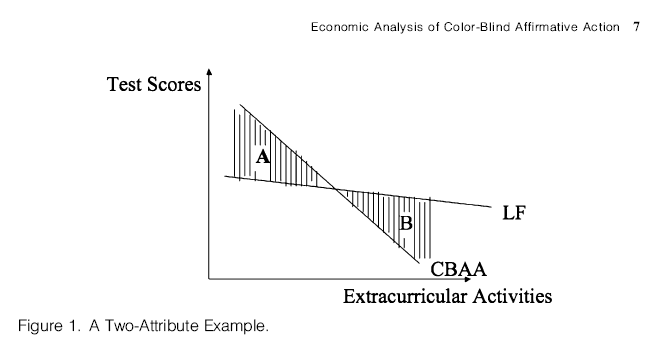 Economic Analysis of Color-Blind Affirmative Action 7
Test Scores
A
B
LF
CBAA
Extracurricular Activities
Figure 1. A Two-Attribute Example.